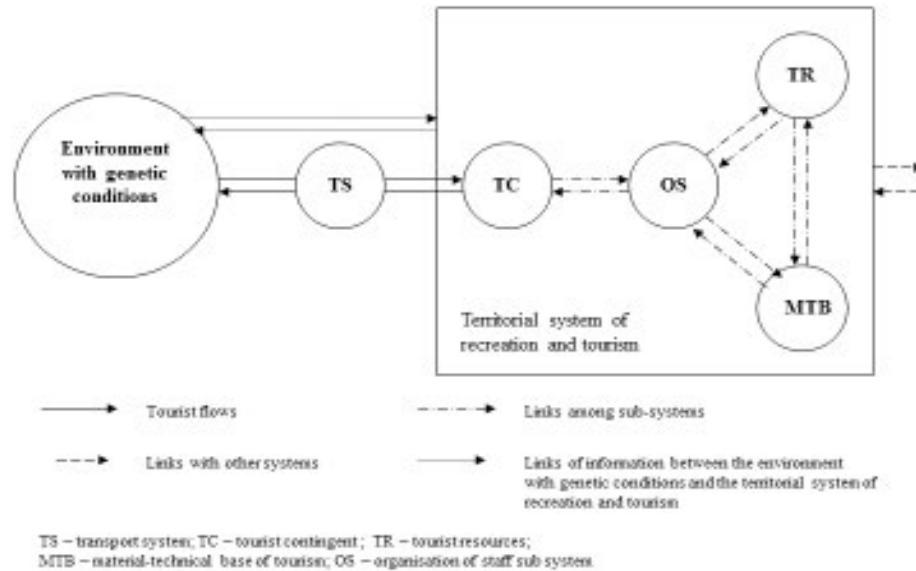 Environment
with genetic
conditions
TS
TC
OS
TR
MTB
Territorial system of
recreation and tourism
Tourist flows
Links among sub-systems
Links with other systems
Links of information between the environment
with genetic conditions and the territorial system of
recreation and tourism
TS – transport system; TC – tourist contingent ; TR – tourist resources;
MTB – material-technical base of tourism; OS – organisation of staff sub system